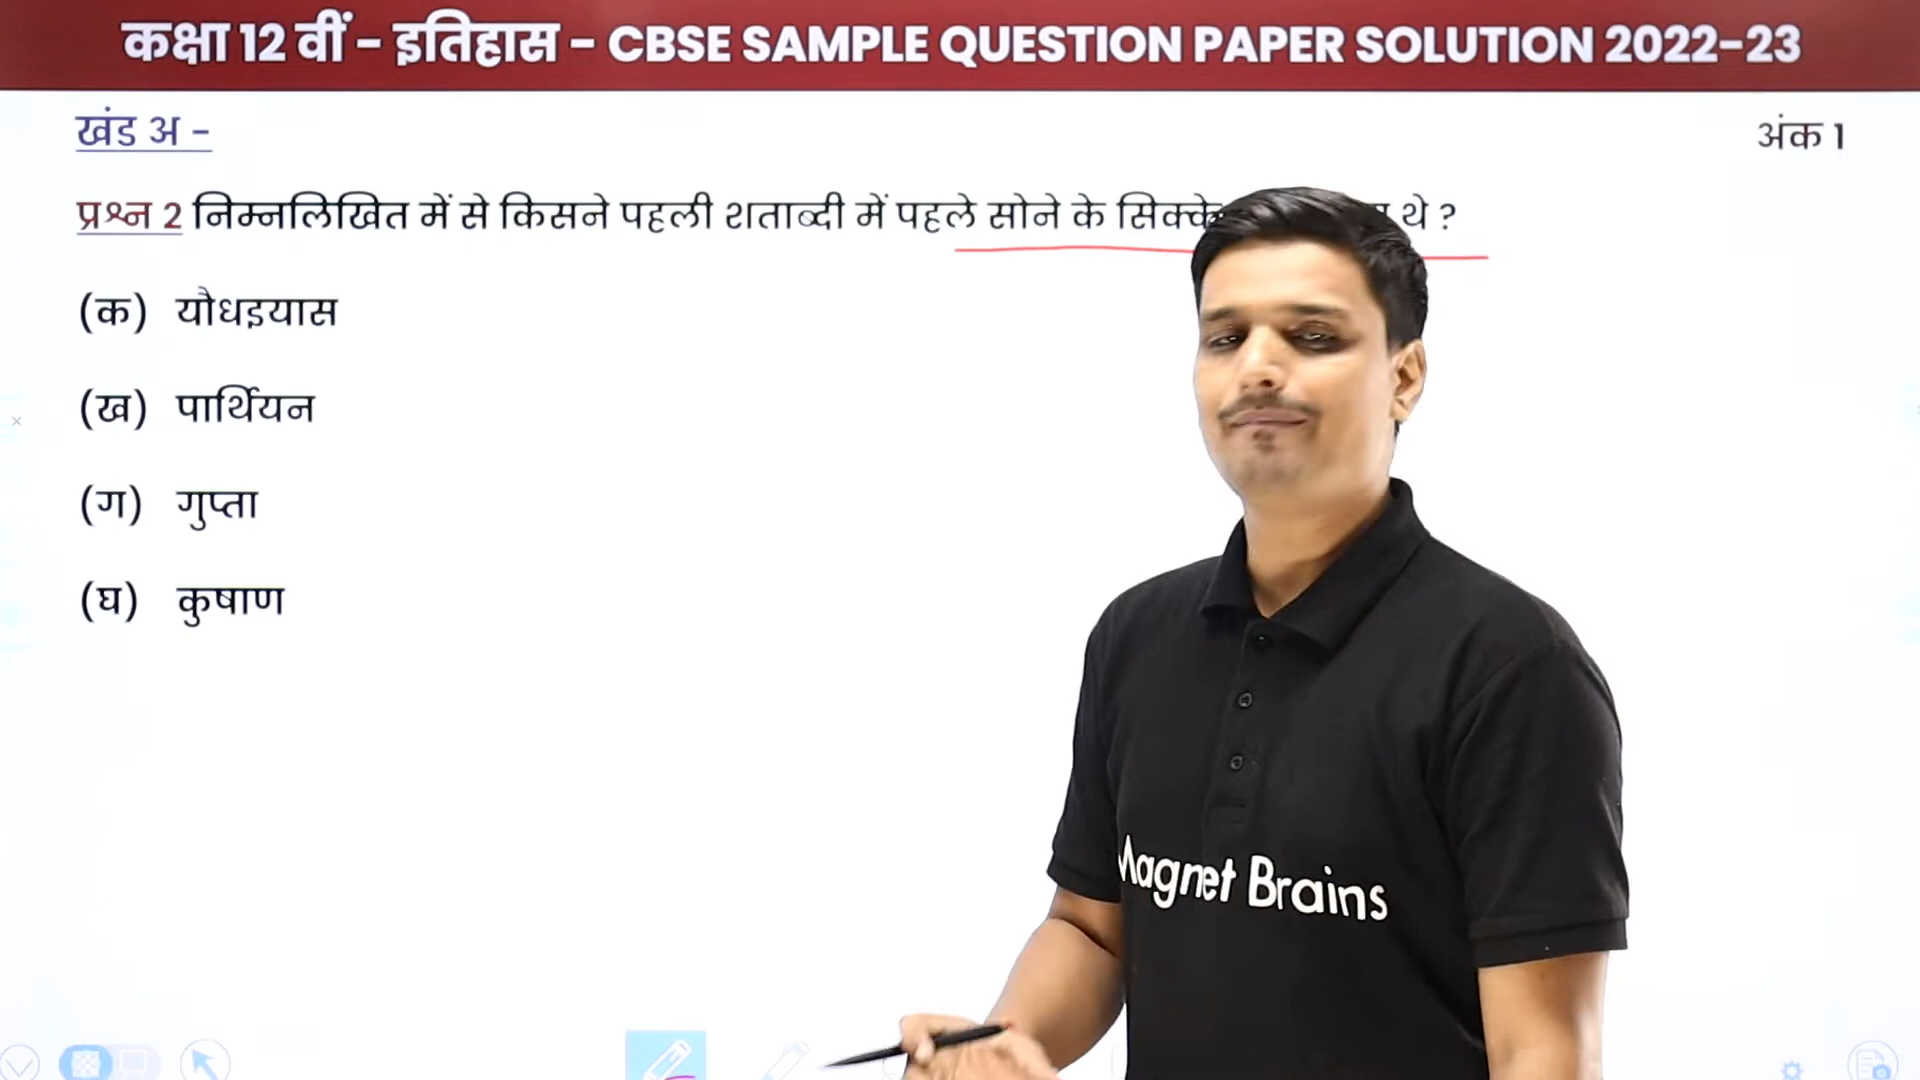 कक्षा 12 वीं - इतिहास - CBSE SAMPLE QUESTION PAPER SOLUTION 2022-23
खंड अ -
अंक 1
प्रश्न 2 निम्नलिखित में से किसने पहली शताब्दी में पहले सोने के सिक्के थे ?
(क) यौधइयास
(ख) पार्थियन
(ग) गुप्ता
(घ) कुषाण
Magnet Brains